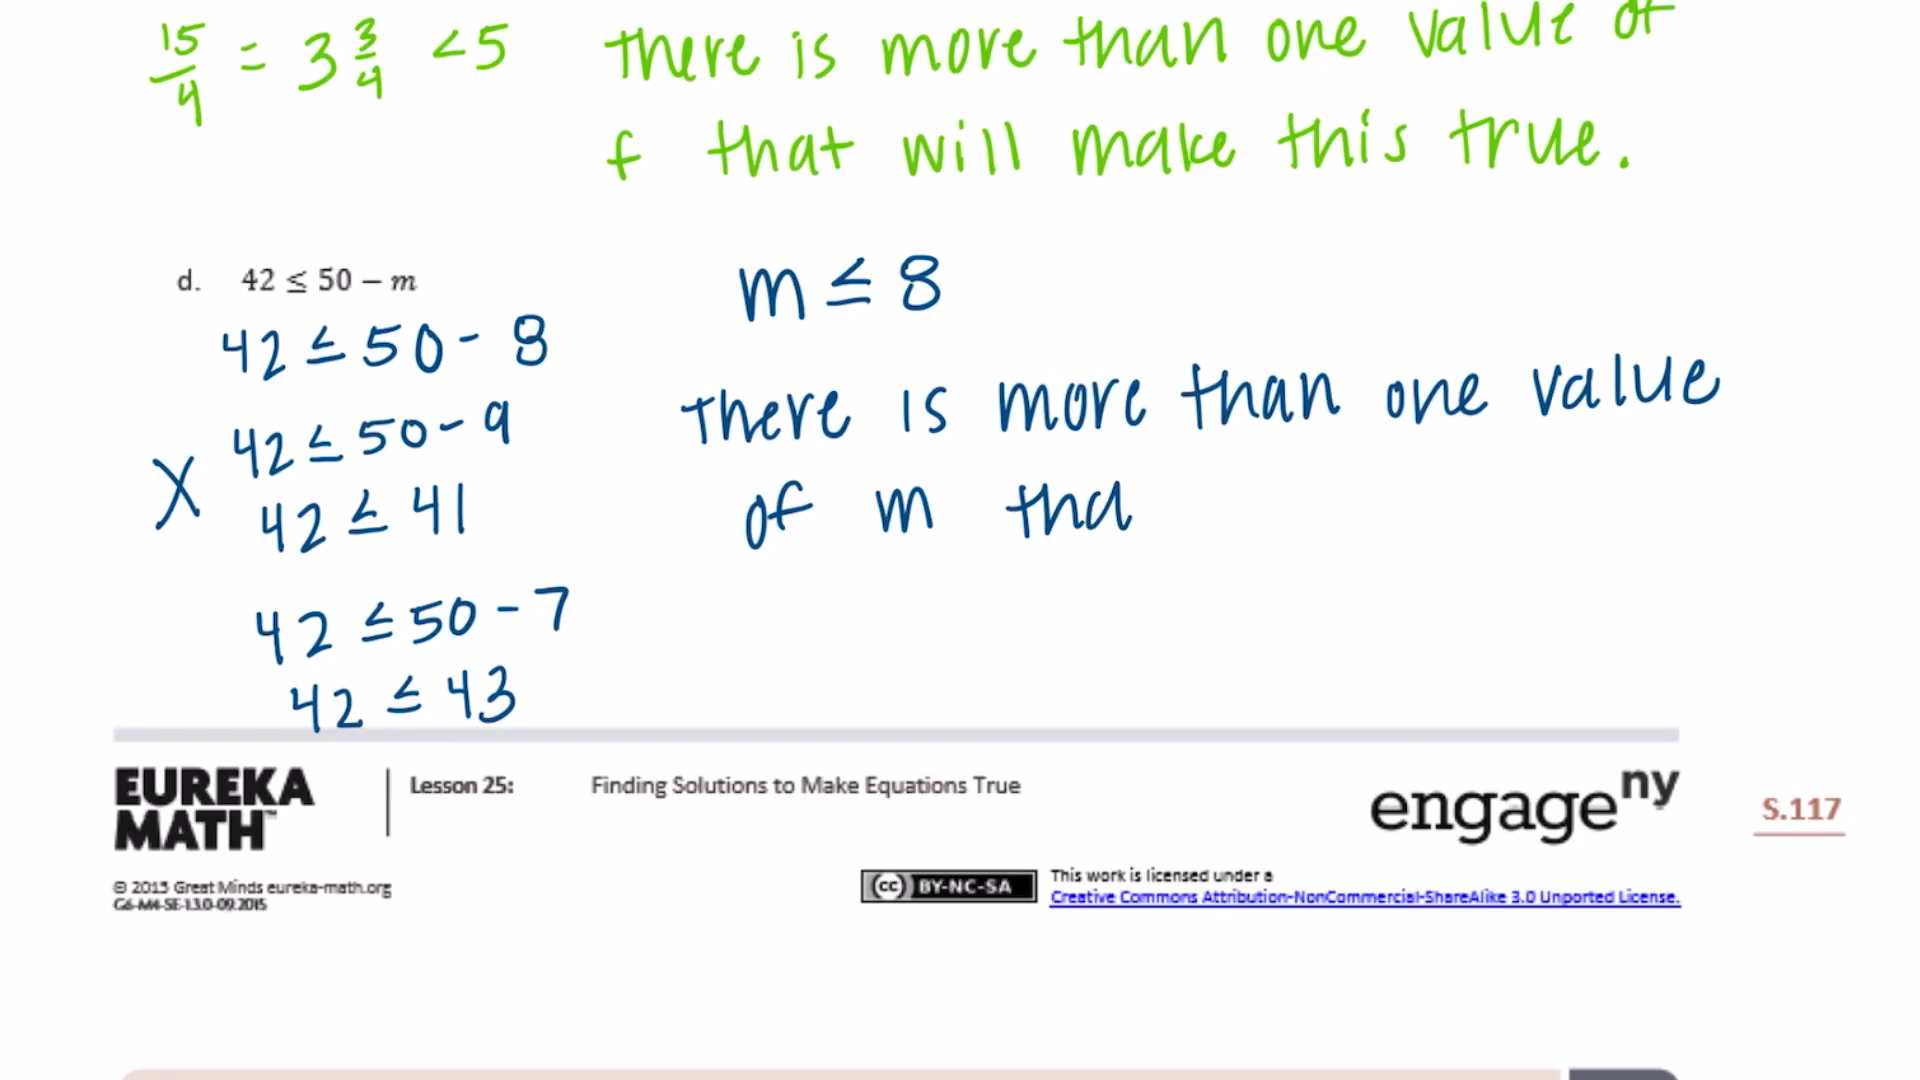 15/4 = 3 3/4 < 5 there is more than one value of
f that will make this true.
d. 42 ≤ 50 − m
m ≤ 8
42 ≤ 50 - 8
There is more than one value
42 ≤ 50 - 9
X
of m tha
42 ≤ 41
42 ≤ 50 - 7
42 ≤ 43
EUREKA MATH™
Lesson 25: Finding Solutions to Make Equations True
engageny
S.117
© 2015 Great Minds eureka-math.org
G6-M4-SE-1.3.0-09.2015
cc BY-NC-SA
This work is licensed under a
Creative Commons Attribution-NonCommercial-ShareAlike 3.0 Unported License.